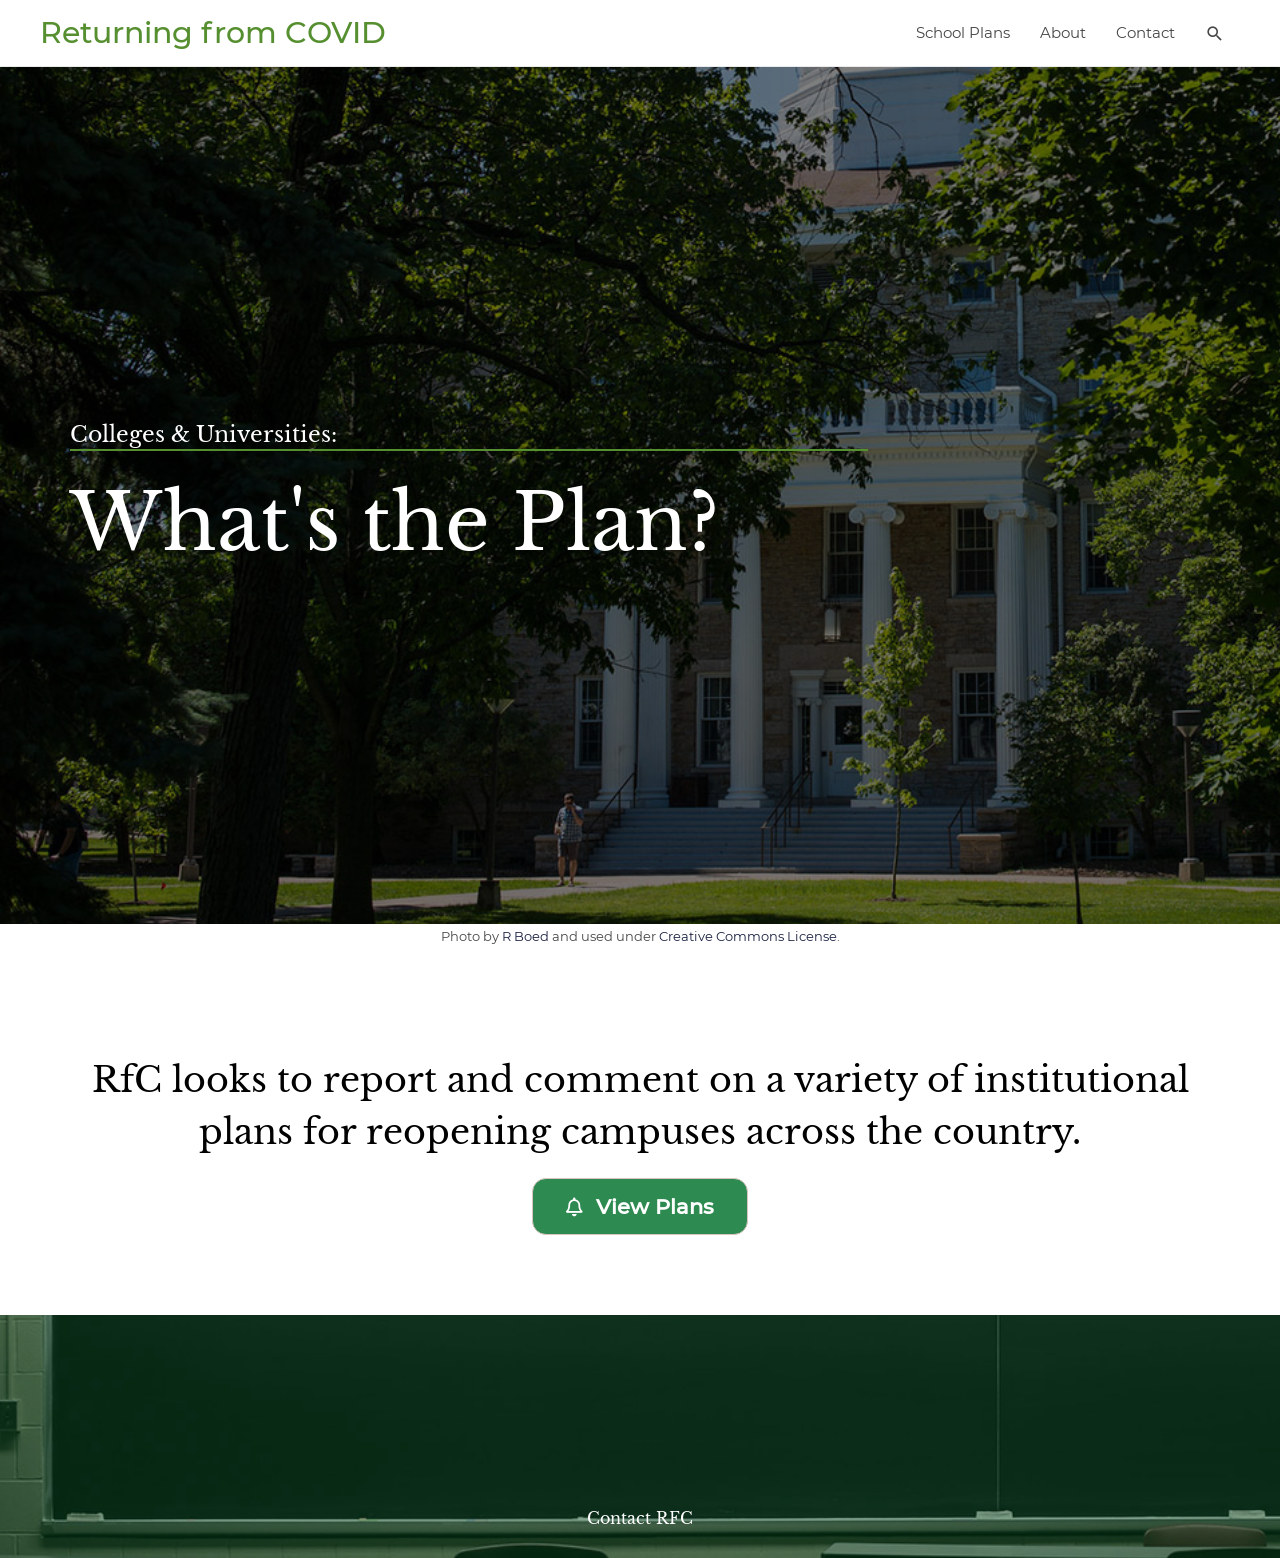 Returning from COVID
School Plans About Contact
Colleges & Universities:
What's the Plan?
Photo by R Boed and used under Creative Commons License.
RfC looks to report and comment on a variety of institutional
plans for reopening campuses across the country.
View Plans
Contact RFC